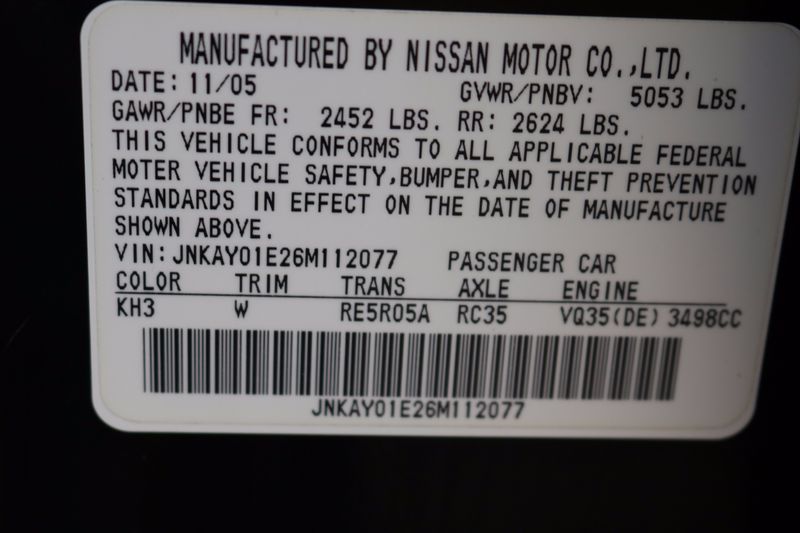 MANUFACTURED BY NISSAN MOTOR CO.,LTD.
DATE: 11/05 GVWR/PNBV: 5053 LBS.
GAWR/PNBE FR: 2452 LBS. RR: 2624 LBS.
THIS VEHICLE CONFORMS TO ALL APPLICABLE FEDERAL
MOTER VEHICLE SAFETY,BUMPER,AND THEFT PREVENTION
STANDARDS IN EFFECT ON THE DATE OF MANUFACTURE
SHOWN ABOVE.
VIN: JNKAY01E26M112077 PASSENGER CAR
COLOR TRIM TRANS AXLE ENGINE
KH3 W RE5R05A RC35 VQ35(DE) 3498CC
JNKAY01E26M112077